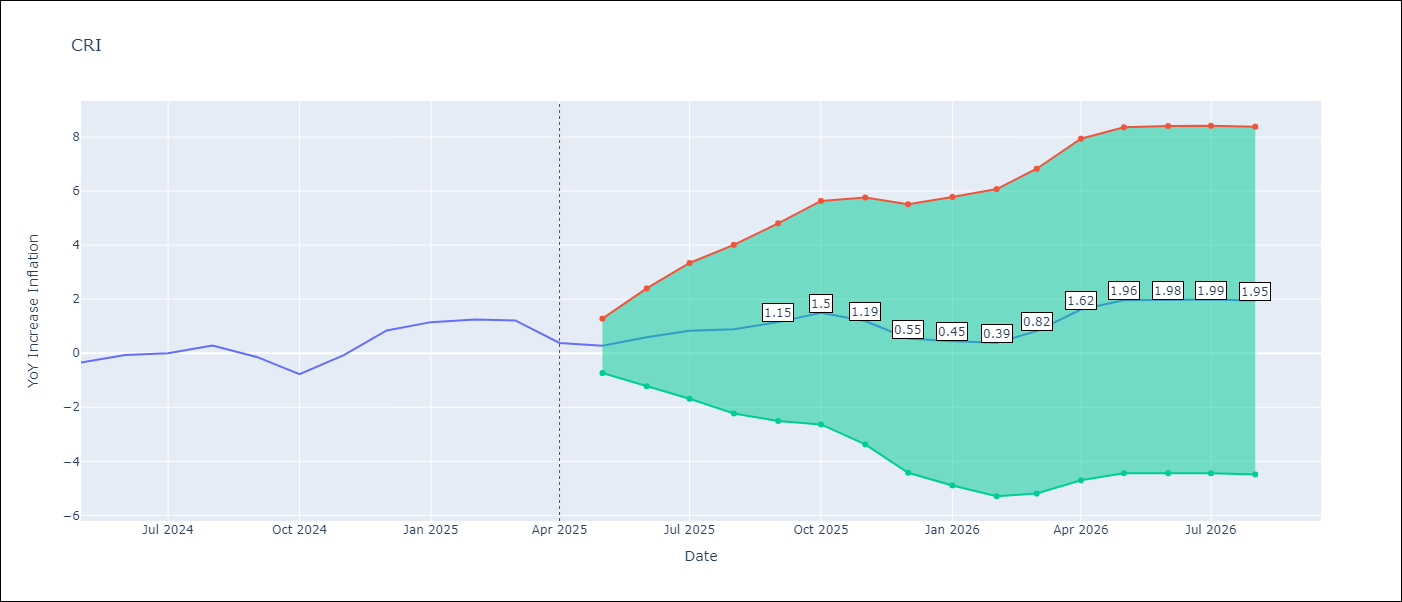 CRI
YoY Increase Inflation
8
6
4
2
0
−2
−4
−6
1.15
1.5
1.19
0.55
0.45
0.39
0.82
1.62
1.96
1.98
1.99
1.95
Jul 2024
Oct 2024
Jan 2025
Apr 2025
Jul 2025
Oct 2025
Jan 2026
Apr 2026
Jul 2026
Date